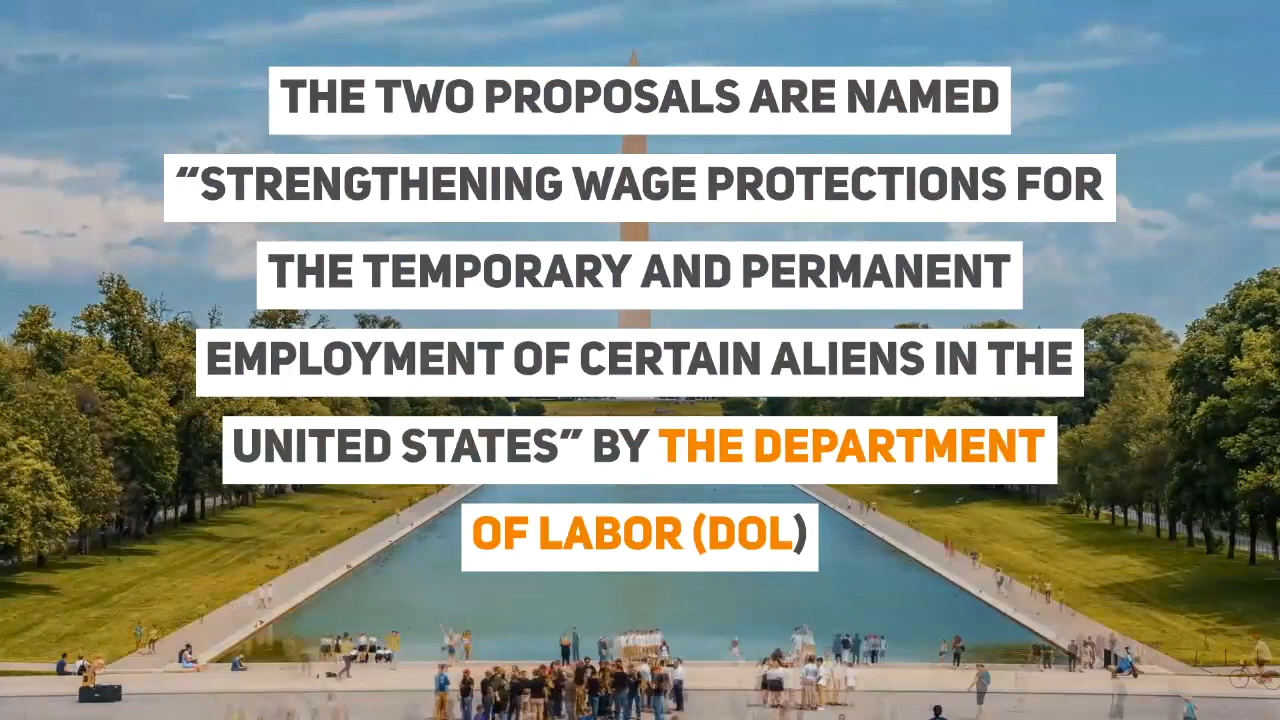 THE TWO PROPOSALS ARE NAMED
“STRENGTHENING WAGE PROTECTIONS FOR
THE TEMPORARY AND PERMANENT
EMPLOYMENT OF CERTAIN ALIENS IN THE
UNITED STATES” BY THE DEPARTMENT
OF LABOR (DOL)